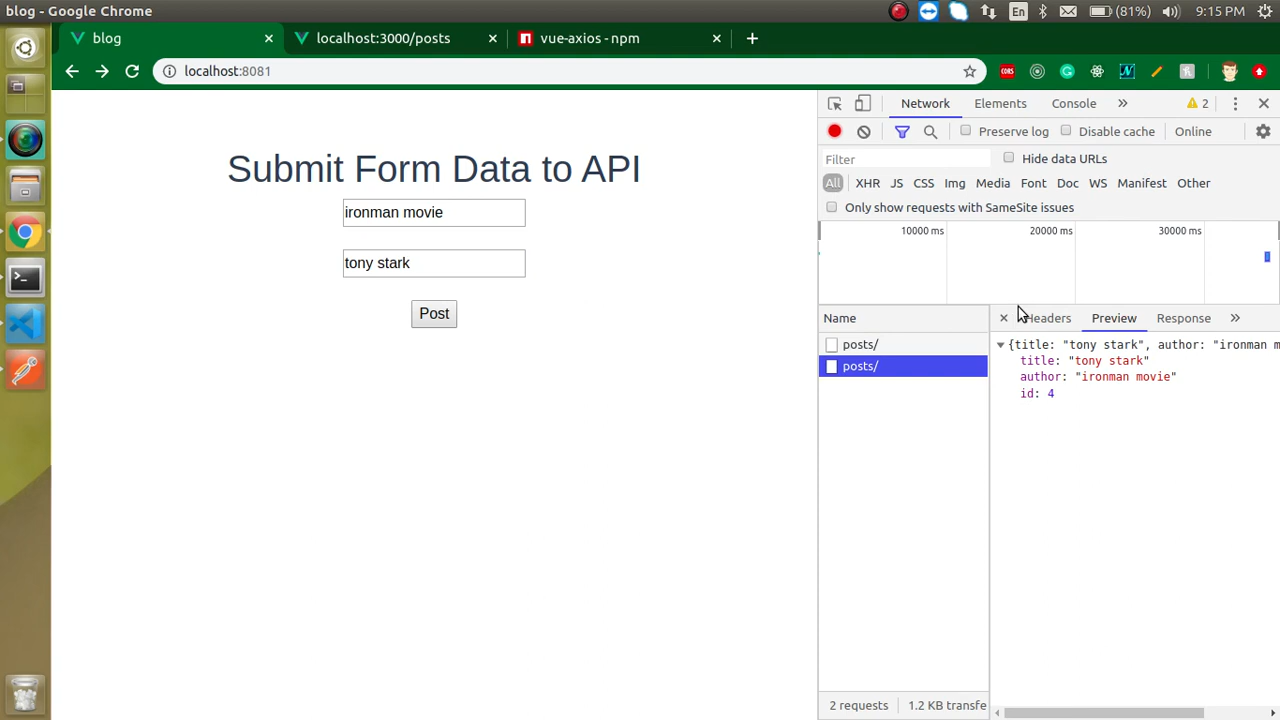 blog - Google Chrome
En
(81%)
9:15 PM
blog
localhost:3000/posts
vue-axios - npm
localhost:8081
Submit Form Data to API
ironman movie
tony stark
Post
Network
Elements
Console
2
Preserve log
Disable cache
Online
Filter
Hide data URLs
All
XHR
JS
CSS
Img
Media
Font
Doc
WS
Manifest
Other
Only show requests with SameSite issues
10000 ms
20000 ms
30000 ms
Name
Headers
Preview
Response
posts/
posts/
{title: "tony stark", author: "ironman m
title: "tony stark"
author: "ironman movie"
id: 4
2 requests
1.2 KB transfe